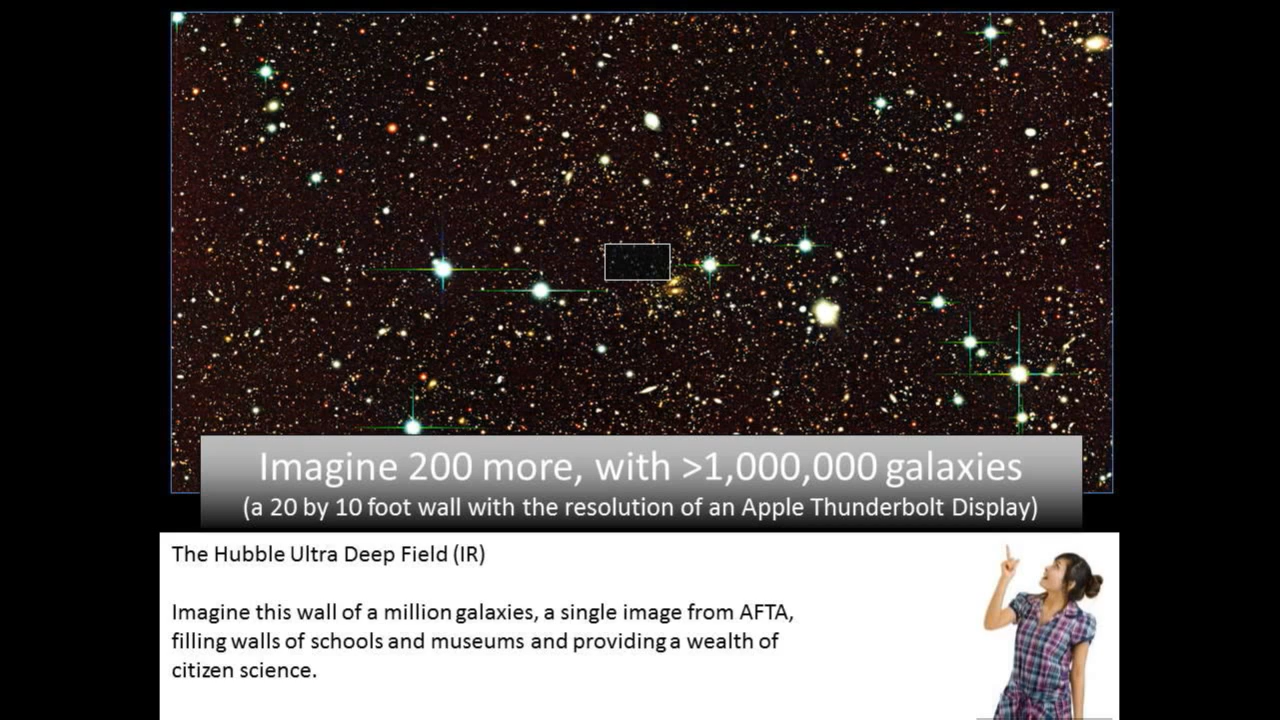 Imagine 200 more, with >1,000,000 galaxies
(a 20 by 10 foot wall with the resolution of an Apple Thunderbolt Display)
The Hubble Ultra Deep Field (IR)
Imagine this wall of a million galaxies, a single image from AFTA,
filling walls of schools and museums and providing a wealth of
citizen science.